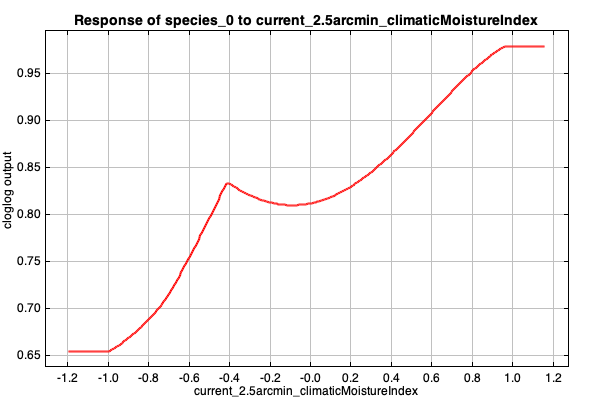 Response of species_0 to current_2.5arcmin_climaticMoistureIndex
0.95
0.90
0.85
0.80
0.75
0.70
0.65
cloglog output
-1.2 -1.0 -0.8 -0.6 -0.4 -0.2 -0.0 0.2 0.4 0.6 0.8 1.0 1.2
current_2.5arcmin_climaticMoistureIndex